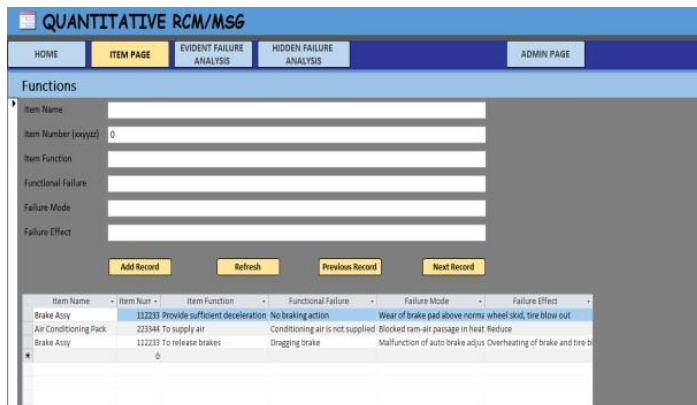 QUANTITATIVE RCM/MSG
HOME
ITEM PAGE
EVIDENT FAILURE
ANALYSIS
HIDDEN FAILURE
ANALYSIS
ADMIN PAGE
Functions
Item Name
Item Number (xxyyzz) 0
Item Function
Functional Failure
Failure Mode
Failure Effect
Add Record Refresh Previous Record Next Record
Item Name Item Num Item Function Functional Failure Failure Mode Failure Effect
Brake Assy 112233 Provide sufficient deceleration No braking action Wear of brake pad above norma wheel skid, tire blow out
Air Conditioning Pack 223344 To supply air Conditioning air is not supplied Blocked ram-air passage in heat Reduce
Brake Assy 112233 To release brakes Dragging brake Malfunction of auto brake adjus Overheating of brake and tire bl
0